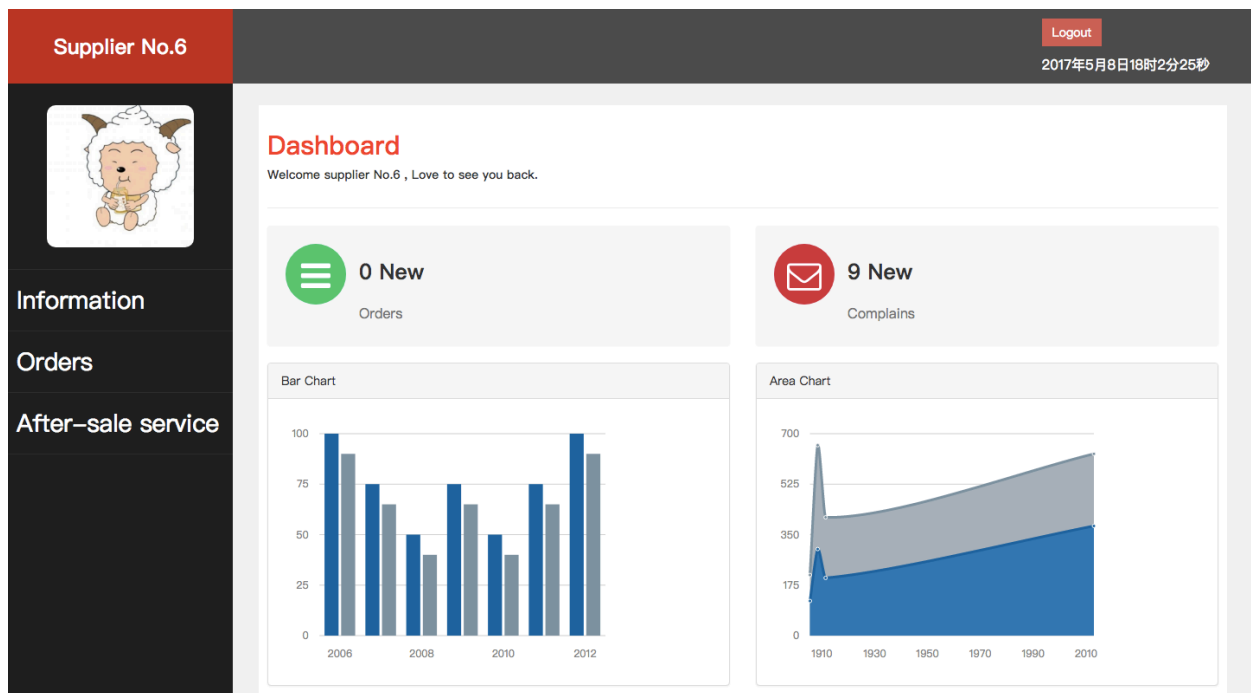 Supplier No.6
Logout
2017年5月8日18时2分25秒
Dashboard
Welcome supplier No.6 , Love to see you back.
0 New
Orders
9 New
Complains
Information
Orders
After-sale service
Bar Chart
100
75
50
25
0
2006 2008 2010 2012
Area Chart
700
525
350
175
0
1910 1930 1950 1970 1990 2010